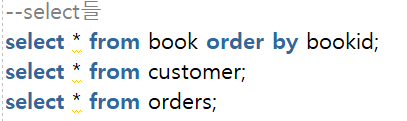 --select들
select * from book order by bookid;
select * from customer;
select * from orders;